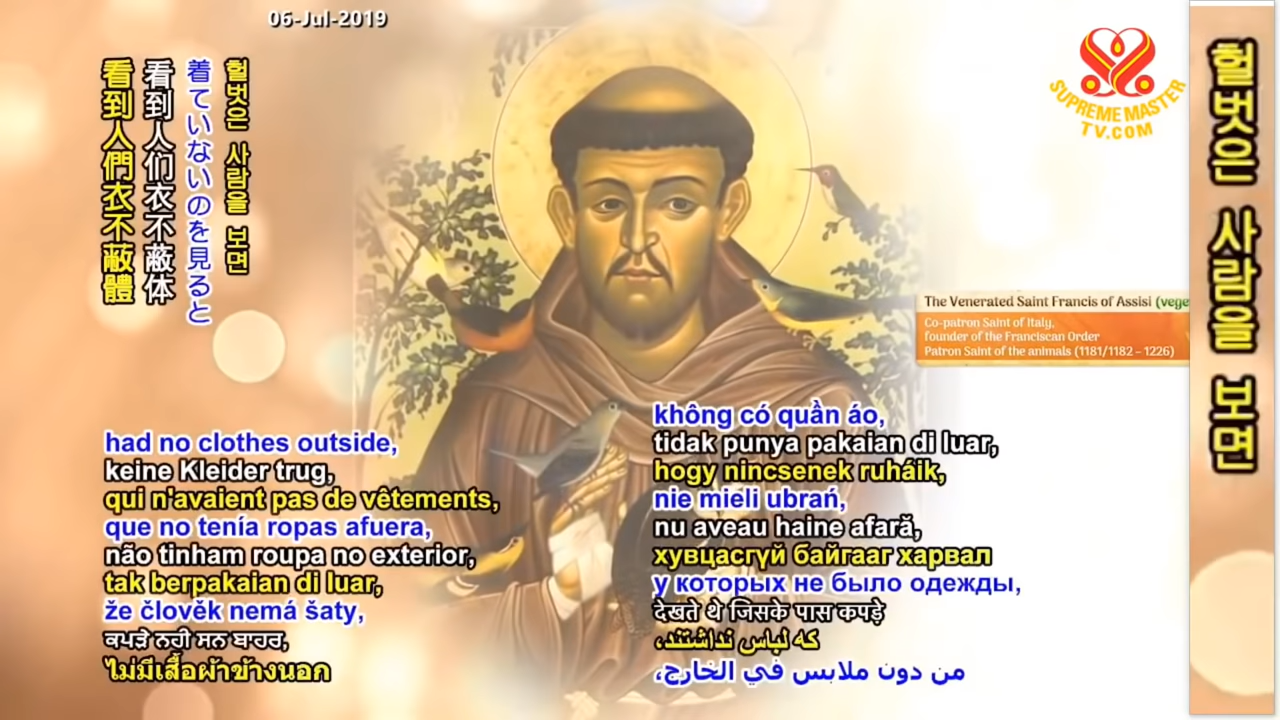 06-Jul-2019
看到人們衣不蔽體
看到人们衣不蔽体
着ていないのを見ると
헐벗은 사람을 보면
SUPREME MASTER
TV.COM
헐벗은 사람을 보면
The Venerated Saint Francis of Assisi (vege
Co-patron Saint of Italy,
founder of the Franciscan Order
Patron Saint of the animals (1181/1182 – 1226)
had no clothes outside,
keine Kleider trug,
qui n'avaient pas de vêtements,
que no tenía ropas afuera,
não tinham roupa no exterior,
tak berpakaian di luar,
že člověk nemá šaty,
ਕਪੜੇ ਨਹੀ ਸਨ ਬਾਹਰ,
ไม่มีเสื้อผ้าข้างนอก
không có quần áo,
tidak punya pakaian di luar,
hogy nincsenek ruháik,
nie mieli ubrań,
nu aveau haine afară,
хувцасгүй байгааг харвал
у которых не было одежды,
देखते थे जिसके पास कपड़े
که لباس نداشتند،
من دون ملابس في الخارج،